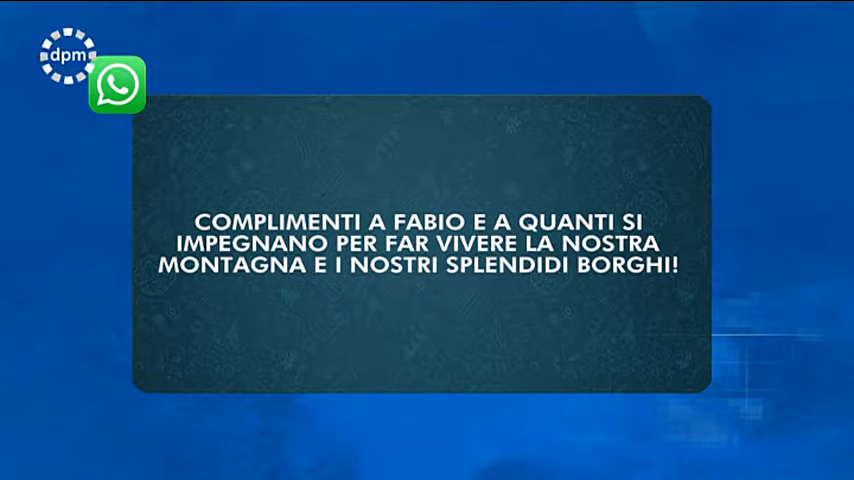 dpm
COMPLIMENTI A FABIO E A QUANTI SI
IMPEGNANO PER FAR VIVERE LA NOSTRA
MONTAGNA E I NOSTRI SPLENDIDI BORGHI!